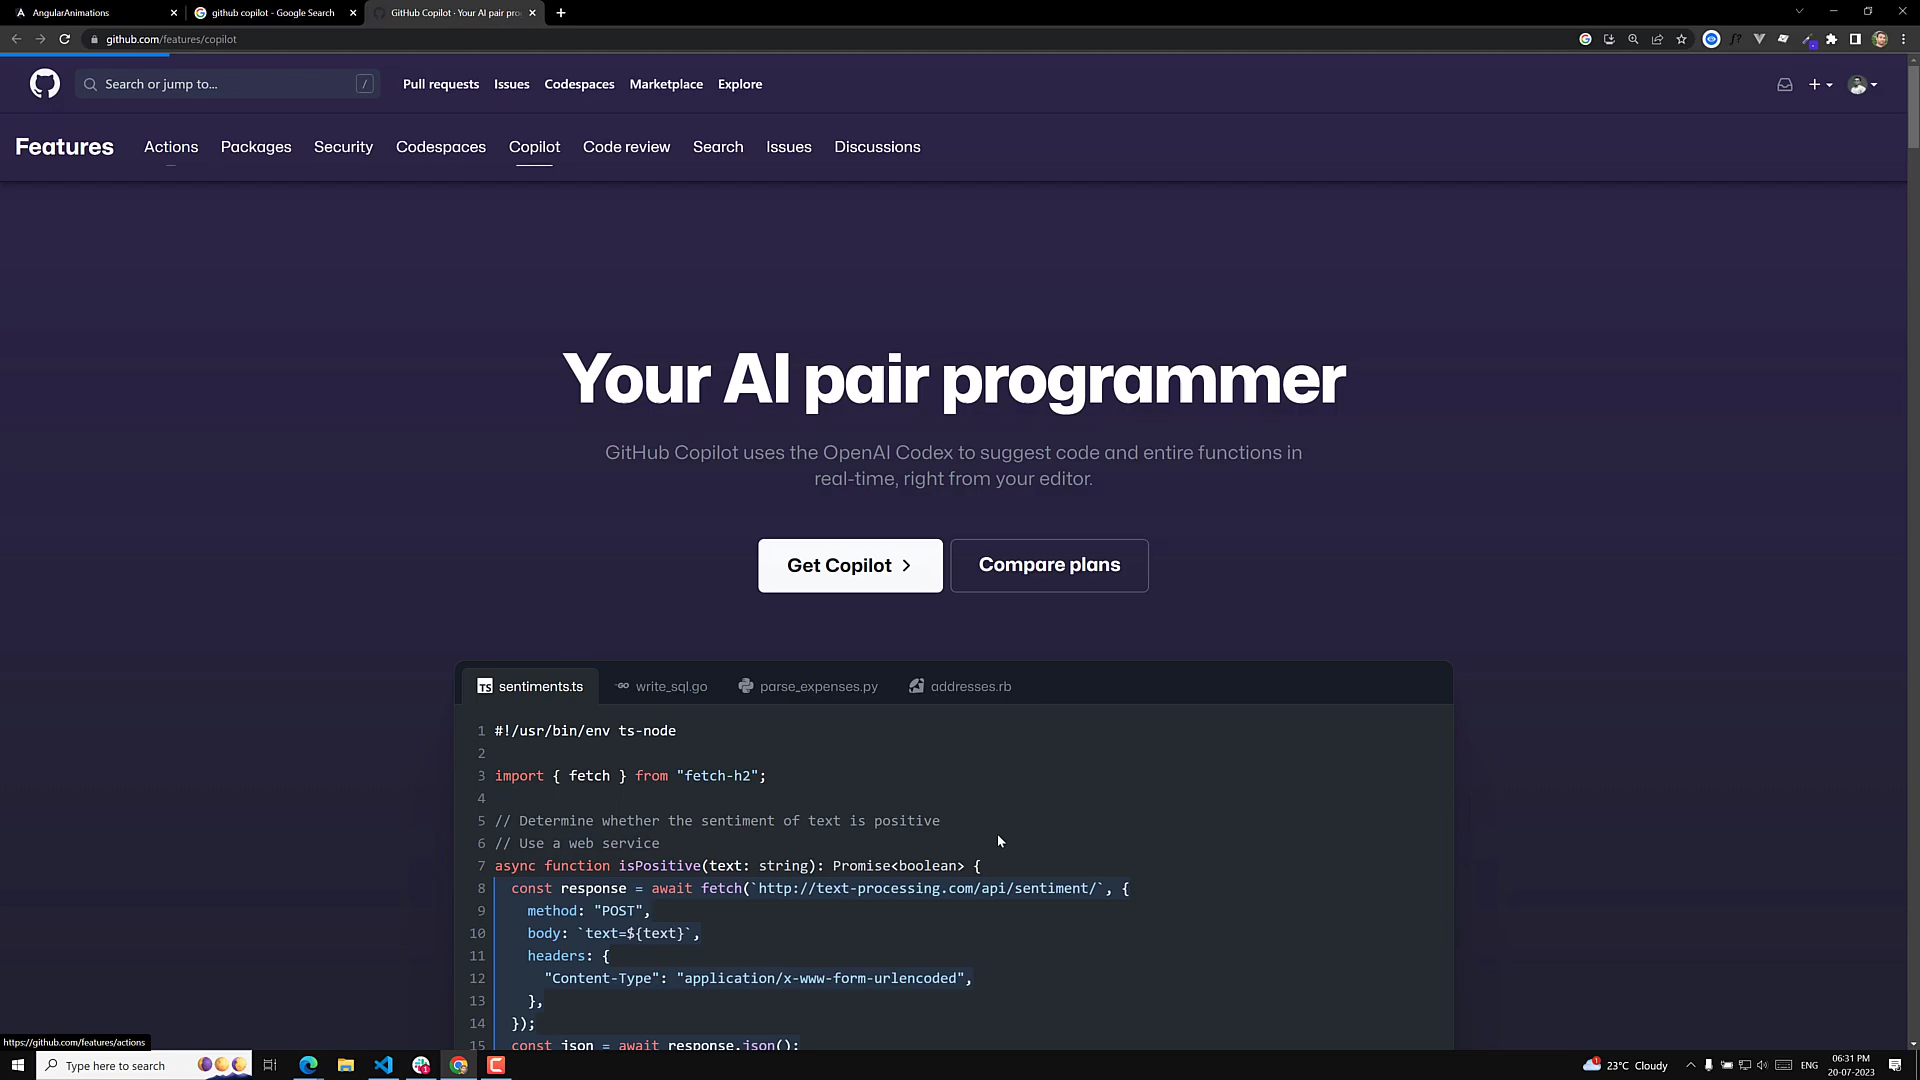 AngularAnimations
github copilot - Google Search
GitHub Copilot · Your AI pair pro
github.com/features/copilot
Search or jump to...
/
Pull requests
Issues
Codespaces
Marketplace
Explore
Features
Actions
Packages
Security
Codespaces
Copilot
Code review
Search
Issues
Discussions
Your AI pair programmer
GitHub Copilot uses the OpenAI Codex to suggest code and entire functions in
real-time, right from your editor.
Get Copilot
Compare plans
TS sentiments.ts
write_sql.go
parse_expenses.py
addresses.rb
1 #!/usr/bin/env ts-node
2
3 import { fetch } from "fetch-h2";
4
5 // Determine whether the sentiment of text is positive
6 // Use a web service
7 async function isPositive(text: string): Promise<boolean> {
8 const response = await fetch(`http://text-processing.com/api/sentiment/`, {
9 method: "POST",
10 body: `text=${text}`,
11 headers: {
12 "Content-Type": "application/x-www-form-urlencoded",
13 },
14 });
15 const json = await response.json();
https://github.com/features/actions
Type here to search
23°C Cloudy
ENG
06:31 PM
20-07-2023